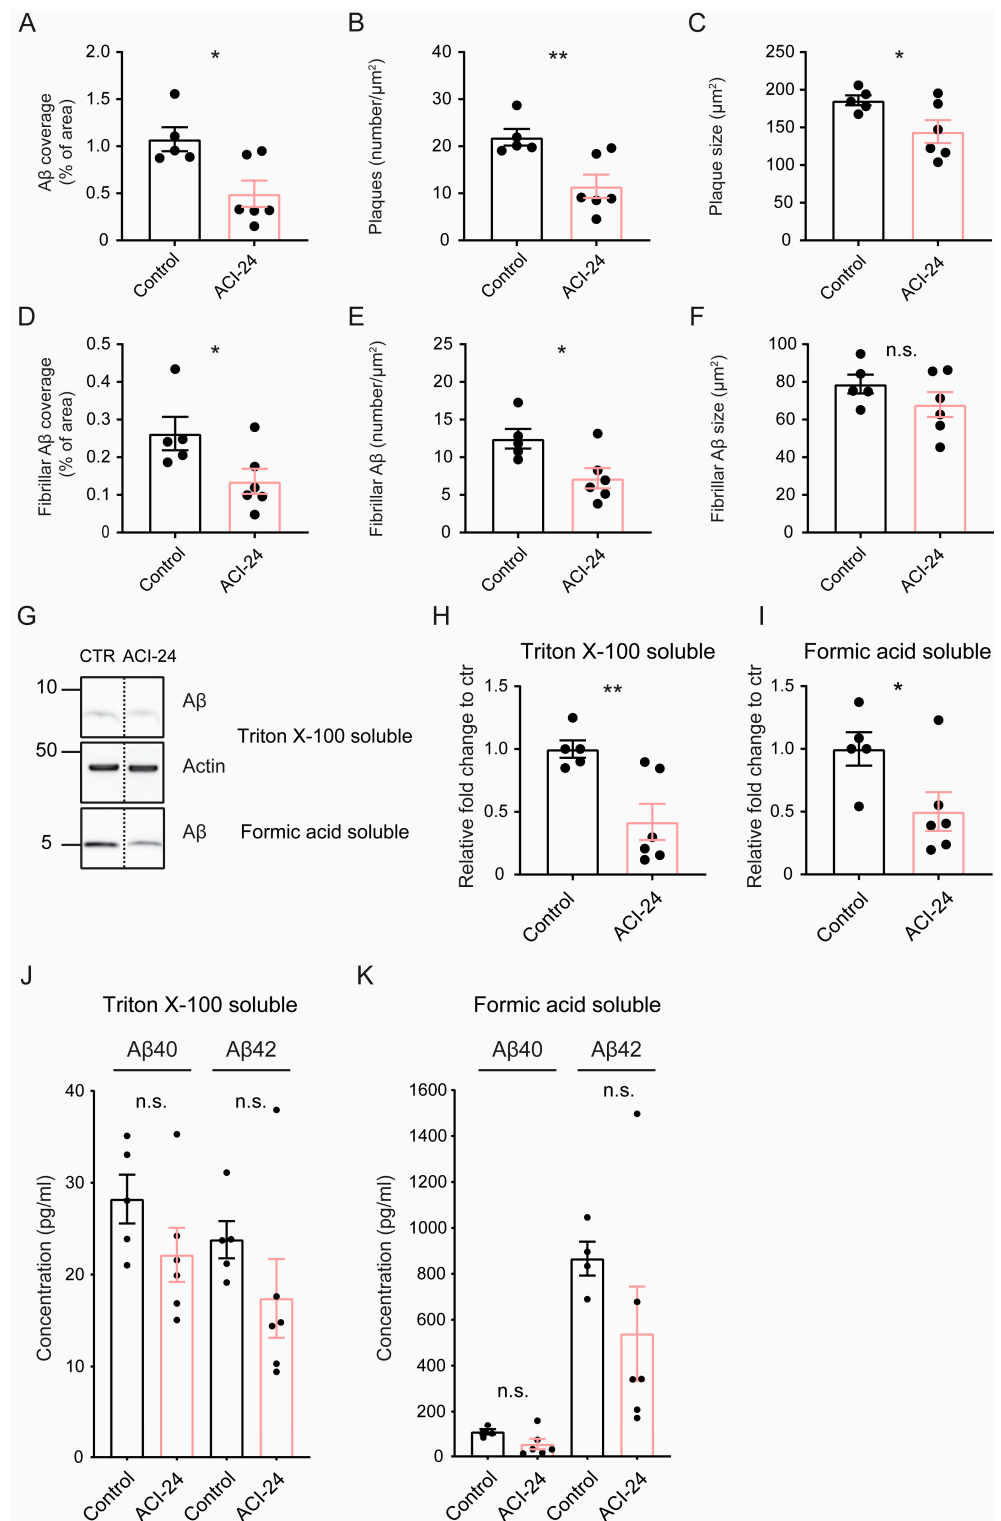 A
Aβ coverage
(% of area)
2.0
1.5
1.0
0.5
0
*
Control
ACI-24
B
Plaques (number/µm²)
40
30
20
10
0
**
Control
ACI-24
C
Plaque size (µm²)
250
200
150
100
50
0
*
Control
ACI-24
D
Fibrillar Aβ coverage
(% of area)
0.5
0.4
0.3
0.2
0.1
0
*
Control
ACI-24
E
Fibrillar Aβ (number/µm²)
25
20
15
10
5
0
*
Control
ACI-24
F
Fibrillar Aβ size (µm²)
100
80
60
40
20
0
n.s.
Control
ACI-24
G
CTR ACI-24
10
Aβ
Triton X-100 soluble
50
Actin
Aβ
Formic acid soluble
5
H
Triton X-100 soluble
Relative fold change to ctr
1.5
1.0
0.5
0
**
Control
ACI-24
I
Formic acid soluble
Relative fold change to ctr
1.5
1.0
0.5
0
*
Control
ACI-24
J
Triton X-100 soluble
Aβ40
Aβ42
Concentration (pg/ml)
40
30
20
10
0
n.s.
n.s.
Control
ACI-24
Control
ACI-24
K
Formic acid soluble
Aβ40
Aβ42
Concentration (pg/ml)
1600
1400
1200
1000
800
600
400
200
0
n.s.
n.s.
Control
ACI-24
Control
ACI-24